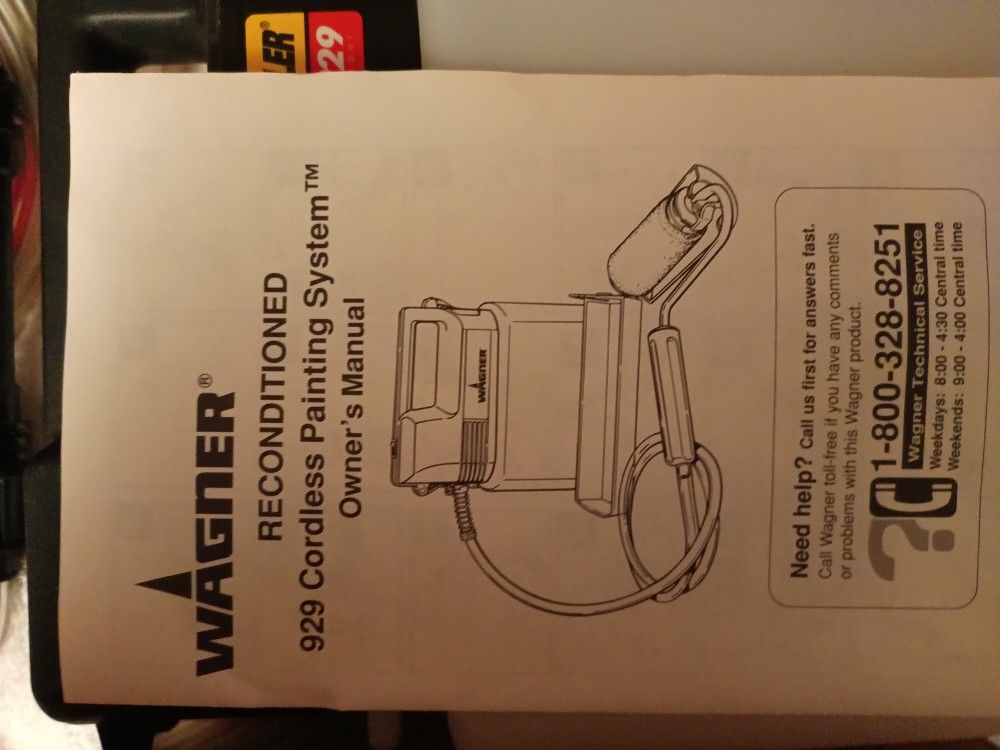 LER®
29
WAGNER®
RECONDITIONED
929 Cordless Painting System™
Owner's Manual
WAGNER
Need help? Call us first for answers fast.
Call Wagner toll-free if you have any comments
or problems with this Wagner product.
1-800-328-8251
Wagner Technical Service
Weekdays: 8:00 - 4:30 Central time
Weekends: 9:00 - 4:00 Central time